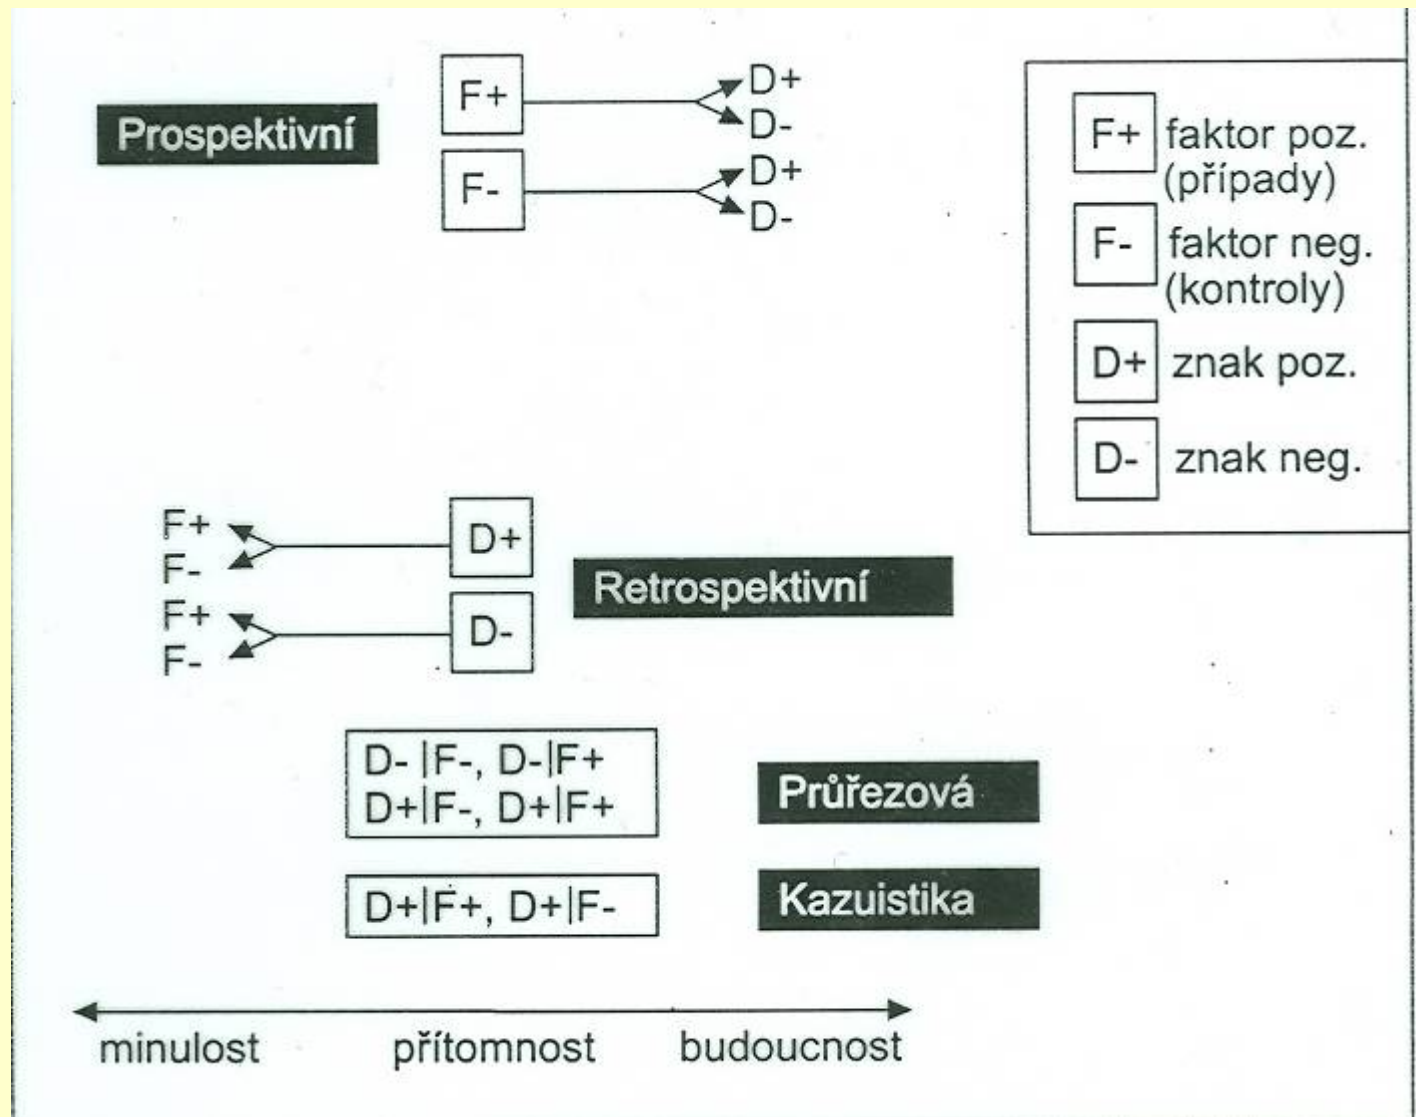 Prospektivní
F+
D+
D-
F-
D+
D-
F+ faktor poz.
(případy)
F- faktor neg.
(kontroly)
D+ znak poz.
D- znak neg.
F+
F-
D+
F+
F-
D-
Retrospektivní
D- |F-, D-|F+
D+|F-, D+|F+
Průřezová
D+|F+, D+|F-
Kazuistika
minulost přítomnost budoucnost